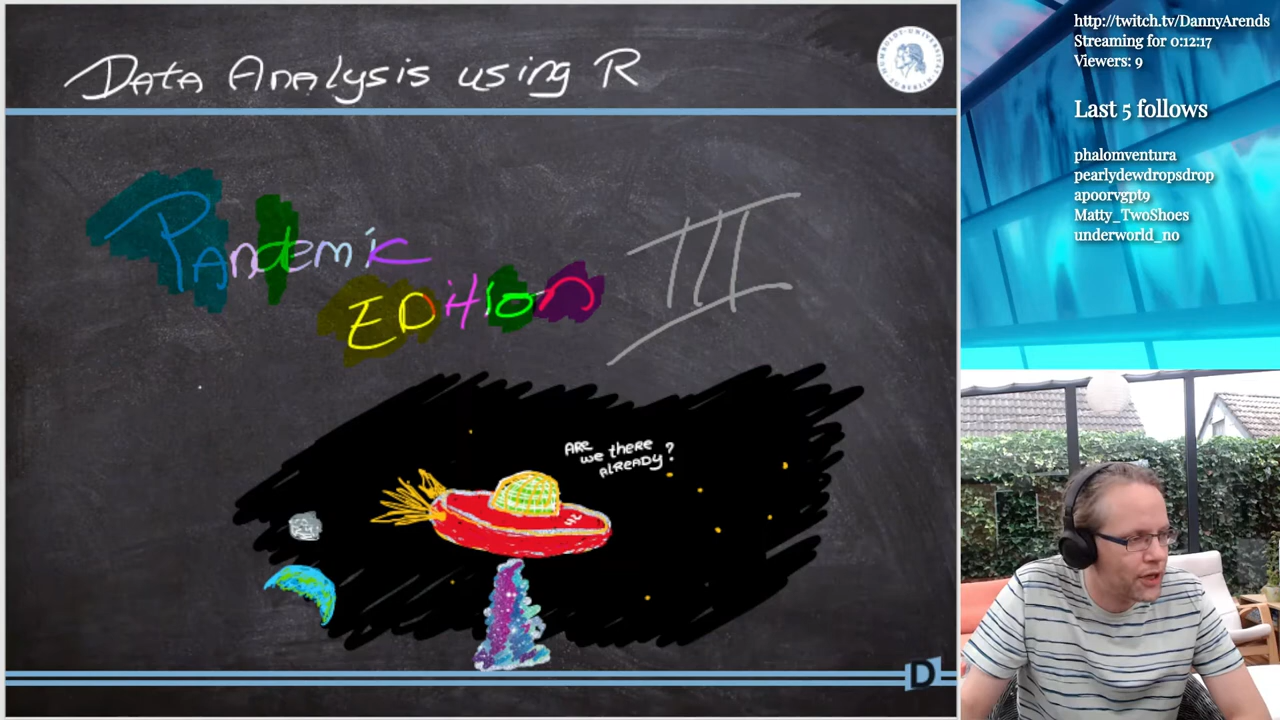 DATA ANALYSIS using R
PANdEmic
EDition
III
ARE
we there
AlREADY?
42
D
http://twitch.tv/DannyArends
Streaming for 0:12:17
Viewers: 9
Last 5 follows
phalomventura
pearlydewdropsdrop
apoorvgpt9
Matty_TwoShoes
underworld_no